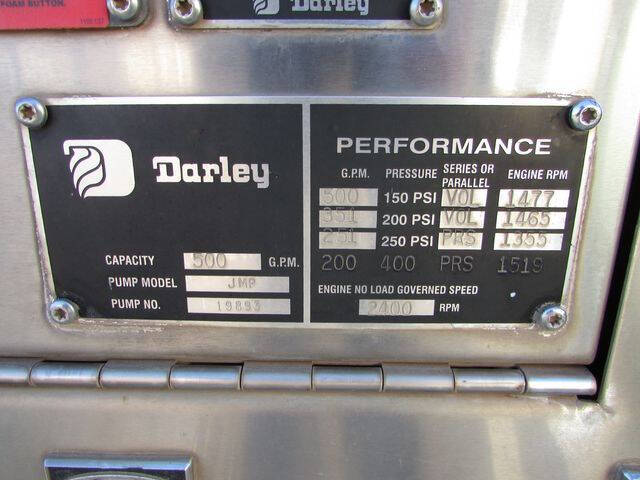 FOAM BUTTON.
Darley
Darley
CAPACITY 500 G.P.M.
PUMP MODEL JMP
PUMP NO. 19893
PERFORMANCE
G.P.M. PRESSURE SERIES OR PARALLEL ENGINE RPM
500 150 PSI VOL 1477
351 200 PSI VOL 1465
251 250 PSI PRS 1355
200 400 PRS 1519
ENGINE NO LOAD GOVERNED SPEED
2400 RPM